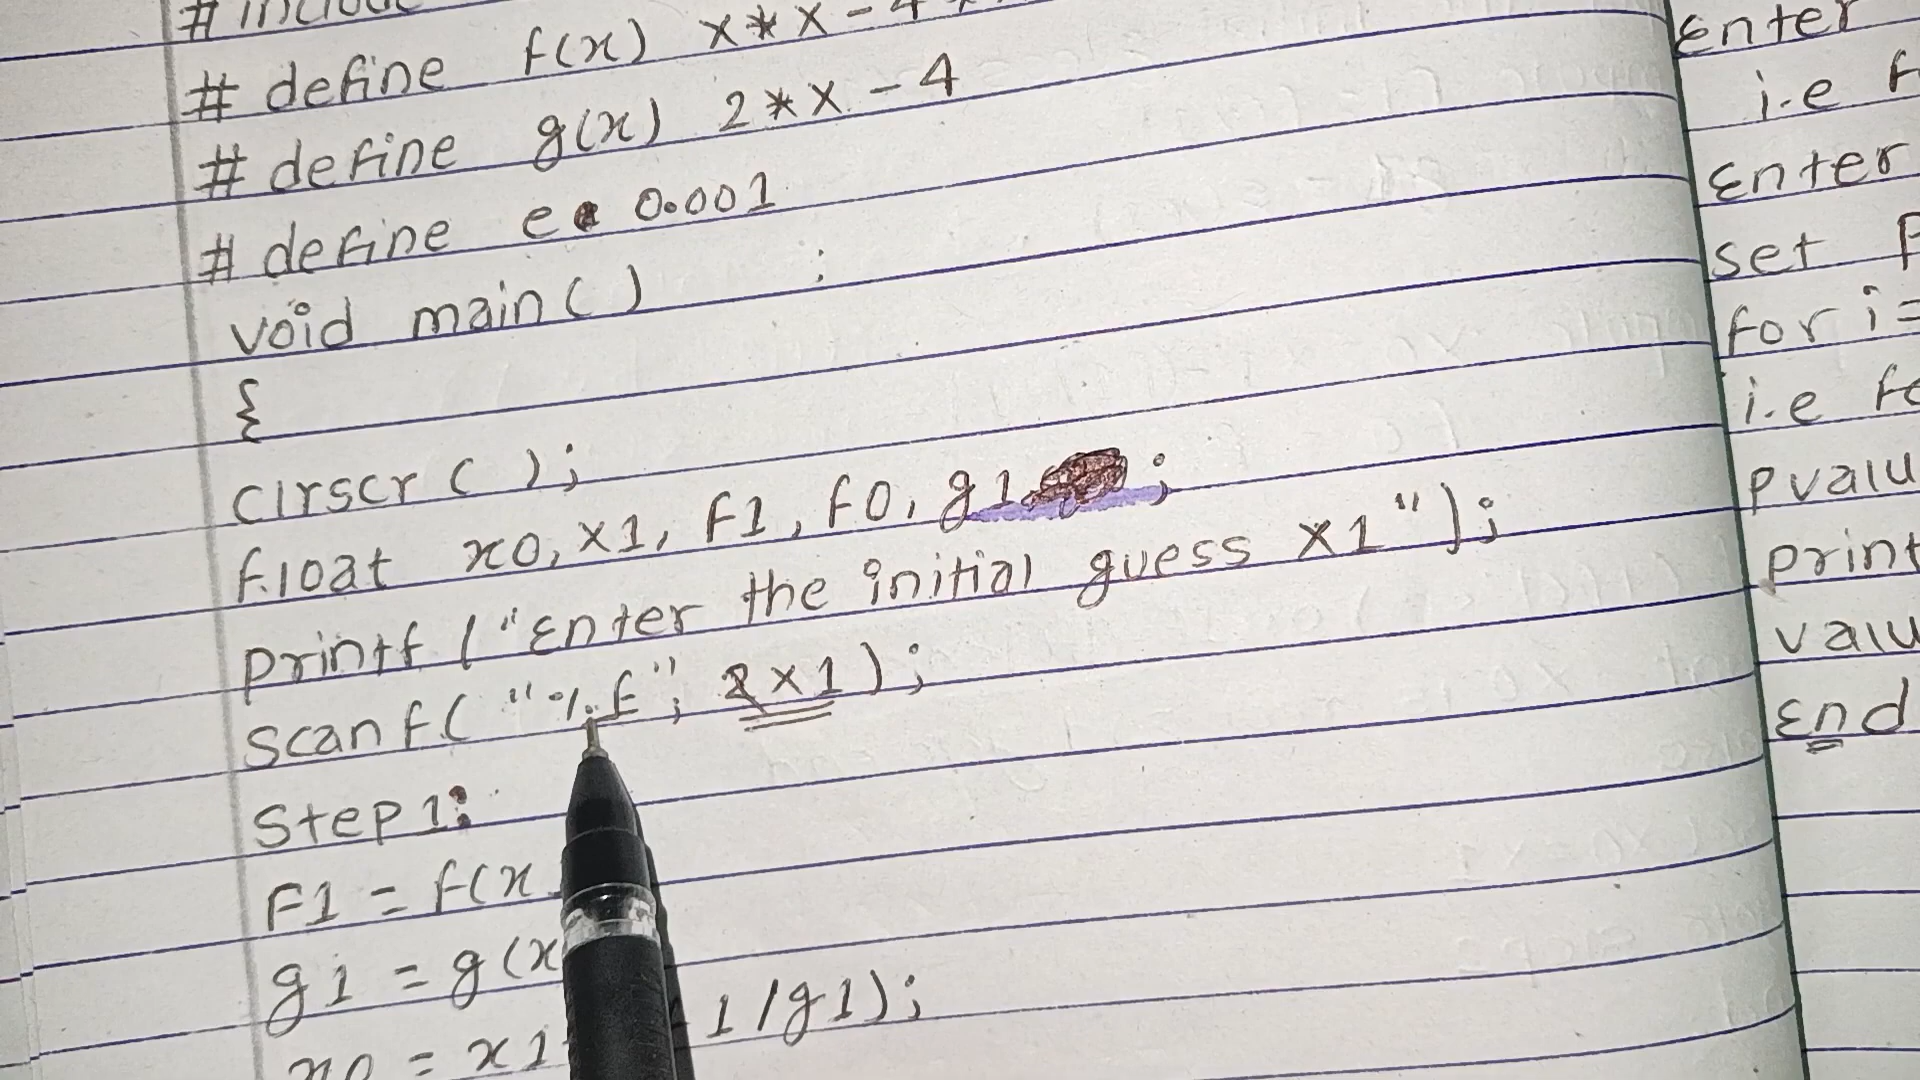 # include
# define f(x) x*x-4
# define g(x) 2*x-4
# define e 0.001
void main()
{
clrscr();
float x0, x1, f1, f0, g1;
printf("Enter the initial guess x1");
scanf("%f", &x1);
Step1:
F1 = f(x
g1 = g(x
x0 = x1 1/g1);
Enter
i.e f
Enter
set P
for i=
i.e fo
Pvalu
print
valu
End